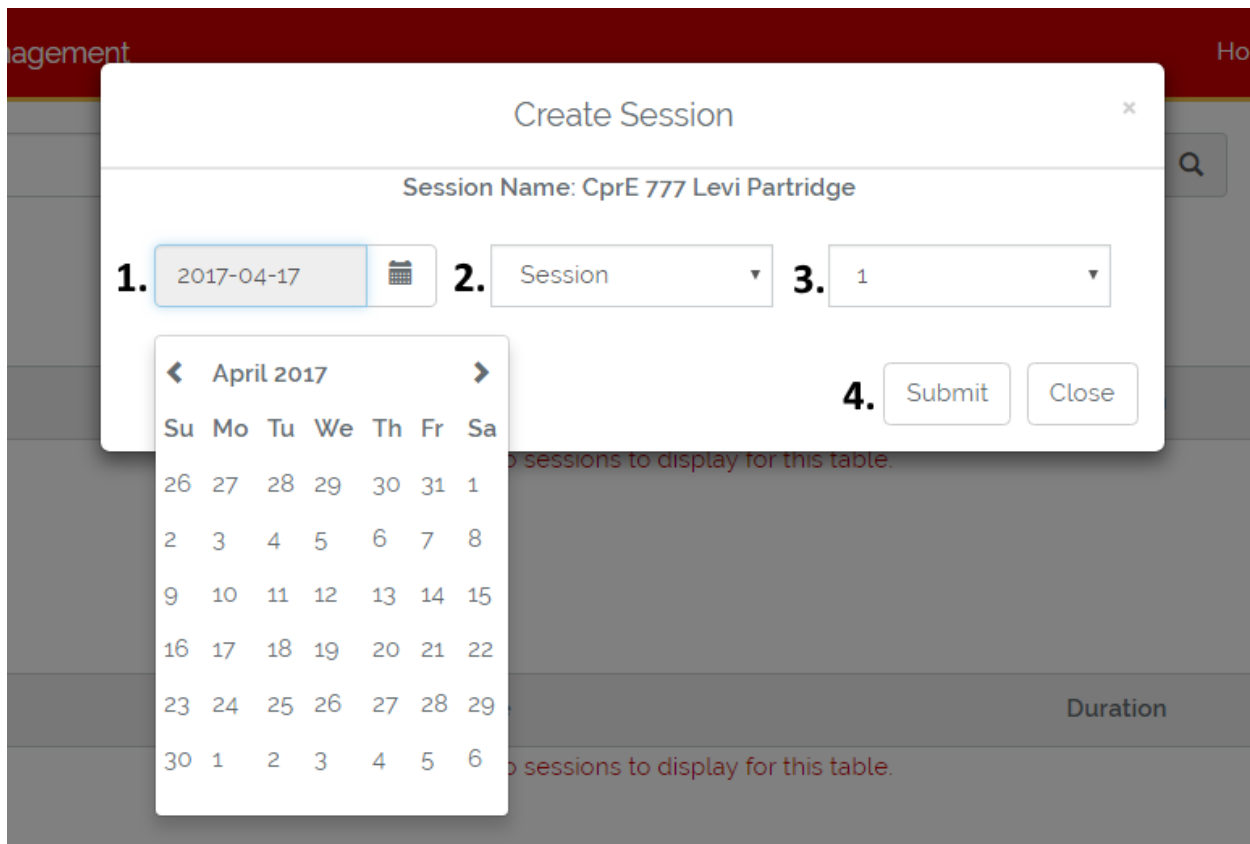 nagement
Ho
Create Session ×
Session Name: CprE 777 Levi Partridge
1. 2017-04-17 2. Session 3. 1
April 2017
4. Submit Close
Su Mo Tu We Th Fr Sa
sessions to display for this table.
26 27 28 29 30 31 1
2 3 4 5 6 7 8
9 10 11 12 13 14 15
16 17 18 19 20 21 22
23 24 25 26 27 28 29
Duration
30 1 2 3 4 5 6
sessions to display for this table.